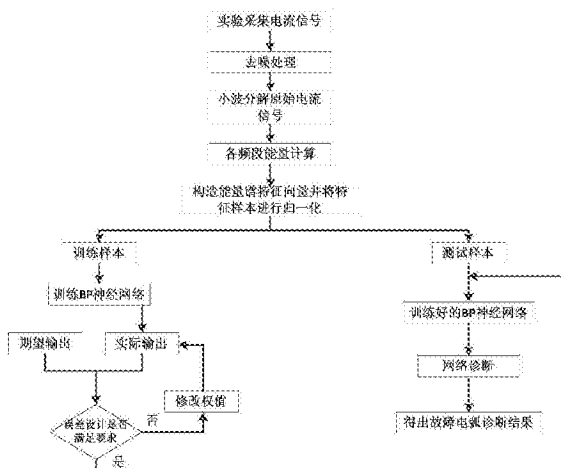 实验采集电流信号
去噪处理
小波分解原始电流
信号
各频段能量计算
构造能量谱特征向量并将特
征样本进行归一化
训练样本
测试样本
训练BP神经网络
训练好的BP神经网络
期望输出
实际输出
网络诊断
修改权值
误差设计是否
满足要求
否
得出故障电弧诊断结果
是